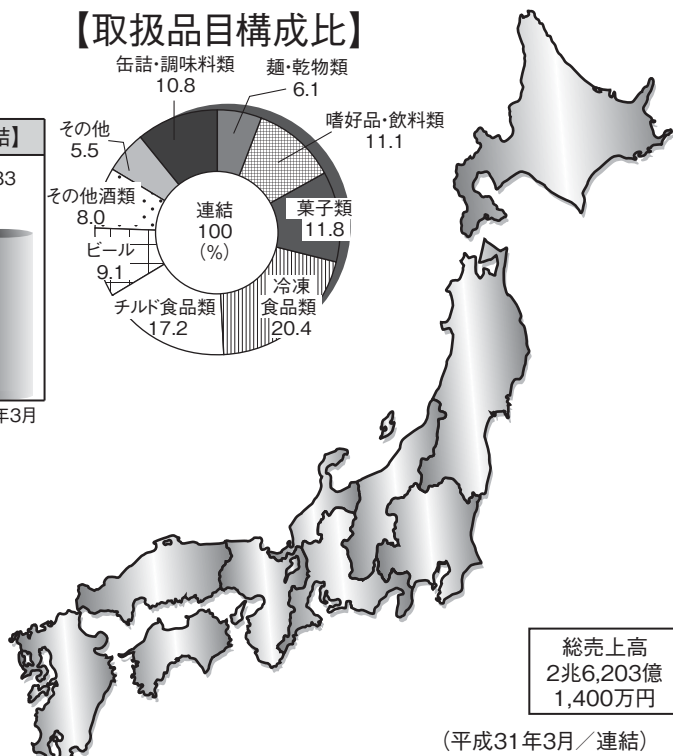 【取扱品目構成比】
缶詰・調味料類
10.8
麺・乾物類
6.1
嗜好品・飲料類
11.1
菓子類
11.8
冷凍
食品類
20.4
チルド食品類
17.2
ビール
9.1
その他酒類
8.0
その他
5.5
連結
100
(%)
結】
33
年3月
総売上高
2兆6,203億
1,400万円
(平成31年3月／連結)